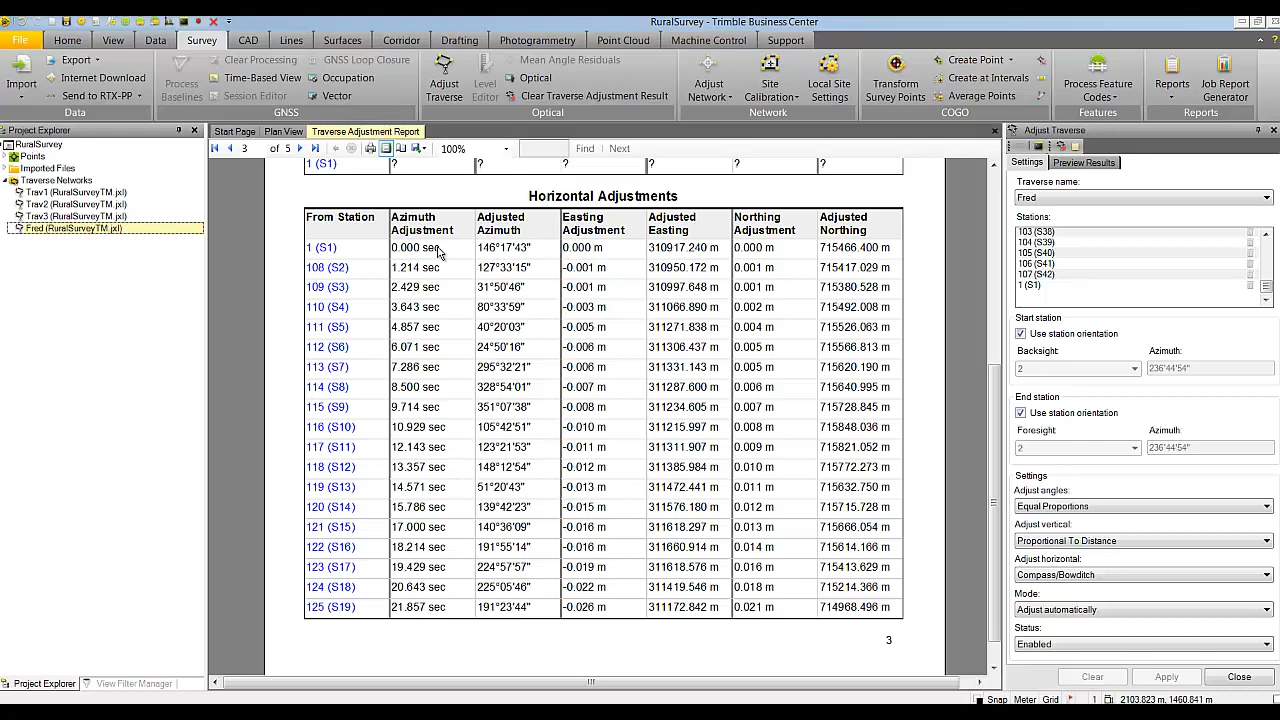 RuralSurvey - Trimble Business Center
File Home View Data Survey CAD Lines Surfaces Corridor Drafting Photogrammetry Point Cloud Machine Control Support
Import
Export
Internet Download
Send to RTX-PP
Data
Process Baselines
Clear Processing
Time-Based View
Session Editor
GNSS Loop Closure
Occupation
Vector
GNSS
Adjust Traverse
Level Editor
Mean Angle Residuals
Optical
Clear Traverse Adjustment Result
Optical
Adjust Network
Site Calibration
Local Site Settings
Network
Transform Survey Points
Create Point
Create at Intervals
Average Points
COGO
Process Feature Codes
Features
Reports
Job Report Generator
Reports
Project Explorer
RuralSurvey
Points
Imported Files
Traverse Networks
Trav1 (RuralSurveyTM.jxl)
Trav2 (RuralSurveyTM.jxl)
Trav3 (RuralSurveyTM.jxl)
Fred (RuralSurveyTM.jxl)
Project Explorer View Filter Manager
Start Page Plan View Traverse Adjustment Report
3 of 5 100% Find Next
1 (S1) ? ? ? ? ? ?
Horizontal Adjustments
From Station Azimuth Adjustment Adjusted Azimuth Easting Adjustment Adjusted Easting Northing Adjustment Adjusted Northing
1 (S1) 0.000 sec 146°17'43" 0.000 m 310917.240 m 0.000 m 715466.400 m
108 (S2) 1.214 sec 127°33'15" -0.001 m 310950.172 m 0.001 m 715417.029 m
109 (S3) 2.429 sec 31°50'46" -0.001 m 310997.648 m 0.001 m 715380.528 m
110 (S4) 3.643 sec 80°33'59" -0.003 m 311066.890 m 0.002 m 715492.008 m
111 (S5) 4.857 sec 40°20'03" -0.005 m 311271.838 m 0.004 m 715526.063 m
112 (S6) 6.071 sec 24°50'16" -0.006 m 311306.437 m 0.005 m 715566.813 m
113 (S7) 7.286 sec 295°32'21" -0.006 m 311331.143 m 0.005 m 715620.190 m
114 (S8) 8.500 sec 328°54'01" -0.007 m 311287.600 m 0.006 m 715640.995 m
115 (S9) 9.714 sec 351°07'38" -0.008 m 311234.605 m 0.007 m 715728.845 m
116 (S10) 10.929 sec 105°42'51" -0.010 m 311215.997 m 0.008 m 715848.036 m
117 (S11) 12.143 sec 123°21'53" -0.011 m 311311.907 m 0.009 m 715821.052 m
118 (S12) 13.357 sec 148°12'54" -0.012 m 311385.984 m 0.010 m 715772.273 m
119 (S13) 14.571 sec 51°20'43" -0.013 m 311472.441 m 0.011 m 715632.750 m
120 (S14) 15.786 sec 139°42'23" -0.015 m 311576.180 m 0.012 m 715715.728 m
121 (S15) 17.000 sec 140°36'09" -0.016 m 311618.297 m 0.013 m 715666.054 m
122 (S16) 18.214 sec 191°55'14" -0.016 m 311660.914 m 0.014 m 715614.166 m
123 (S17) 19.429 sec 224°57'57" -0.019 m 311618.576 m 0.016 m 715413.629 m
124 (S18) 20.643 sec 225°05'46" -0.022 m 311419.546 m 0.018 m 715214.366 m
125 (S19) 21.857 sec 191°23'44" -0.026 m 311172.842 m 0.021 m 714968.496 m
3
Adjust Traverse
Settings Preview Results
Traverse name:
Fred
Stations:
103 (S38)
104 (S39)
105 (S40)
106 (S41)
107 (S42)
1 (S1)
Start station
Use station orientation
Backsight: Azimuth:
2 236°44'54"
End station
Use station orientation
Foresight: Azimuth:
2 236°44'54"
Settings
Adjust angles:
Equal Proportions
Adjust vertical:
Proportional To Distance
Adjust horizontal:
Compass/Bowditch
Mode:
Adjust automatically
Status:
Enabled
Clear Apply Close
Snap Meter Grid 1 2103.823 m, 1460.841 m